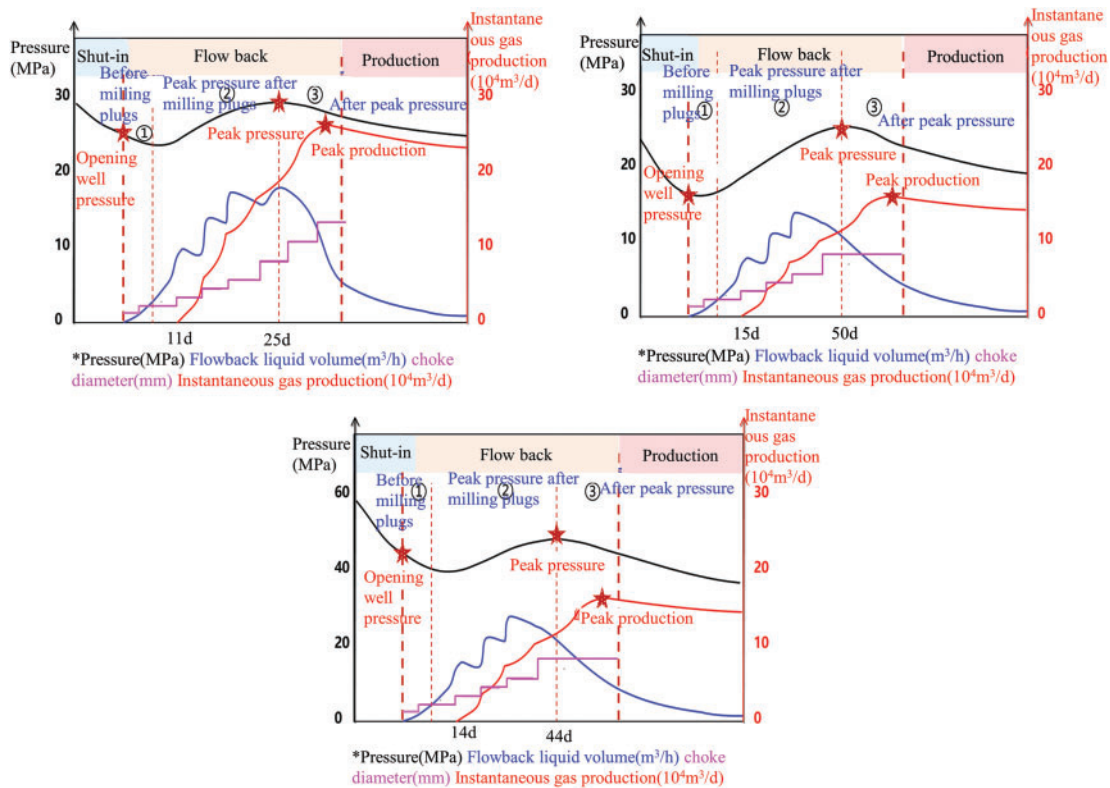 Pressure
(MPa)
Shut-in
Flow back
Production
Instantane
ous gas
production
(10⁴m³/d)
Before
milling
plugs
①
Peak pressure after
milling plugs
②
③
After peak pressure
Opening
well
pressure
Peak pressure
Peak production
30
20
10
0
30
20
10
0
11d
25d
*Pressure(MPa) Flowback liquid volume(m³/h) choke
diameter(mm) Instantaneous gas production(10⁴m³/d)
Pressure
(MPa)
Shut-in
Flow back
Production
Instantane
ous gas
production
(10⁴m³/d)
Before
milling
plugs
①
Peak pressure after
milling plugs
②
③
After peak pressure
Opening
well
pressure
Peak pressure
Peak production
30
20
10
0
30
20
10
0
15d
50d
*Pressure(MPa) Flowback liquid volume(m³/h) choke
diameter(mm) Instantaneous gas production(10⁴m³/d)
Pressure
(MPa)
Shut-in
Flow back
Production
Instantane
ous gas
production
(10⁴m³/d)
Before
milling
plugs
①
Peak pressure after
milling plugs
②
③
After peak pressure
Opening
well
pressure
Peak pressure
Peak production
60
40
20
0
30
20
10
0
14d
44d
*Pressure(MPa) Flowback liquid volume(m³/h) choke
diameter(mm) Instantaneous gas production(10⁴m³/d)